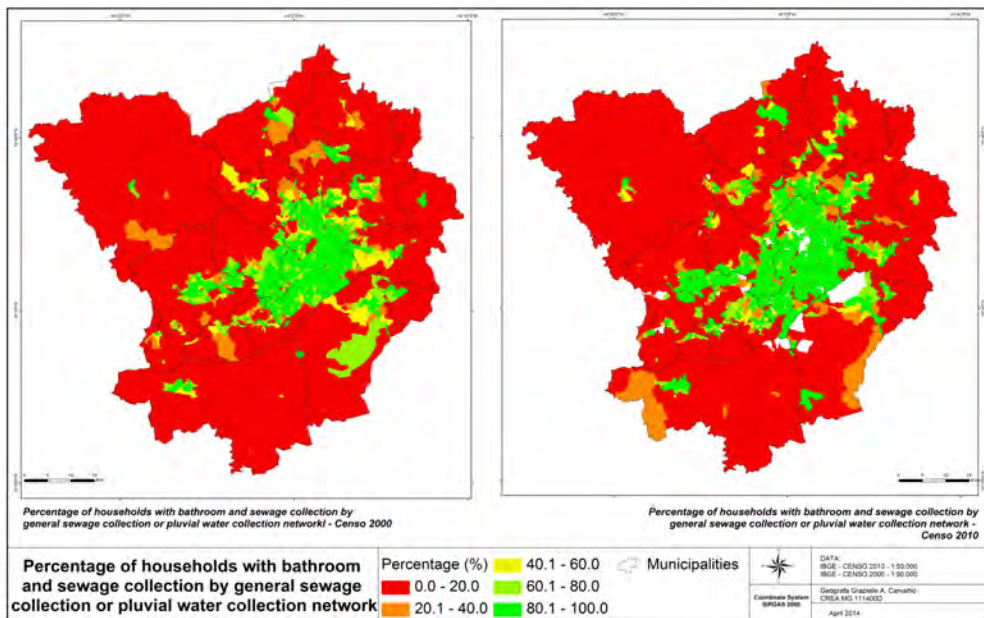 Percentage of households with bathroom and sewage collection by
general sewage collection or pluvial water collection networkl - Censo 2000
Percentage of households with bathroom and sewage collection by
general sewage collection or pluvial water collection network -
Censo 2010
Percentage of households with bathroom
and sewage collection by general sewage
collection or pluvial water collection network
Percentage (%)
0.0 - 20.0
20.1 - 40.0
40.1 - 60.0
60.1 - 80.0
80.1 - 100.0
Municipalities
Coordinate System
SIRGAS 2000
DATA:
IBGE - CENSO 2010 - 1:50.000
IBGE - CENSO 2000 - 1:50.000
Geógrafa Grazielle A. Carvalho
CREA MG 111400D
April 2014